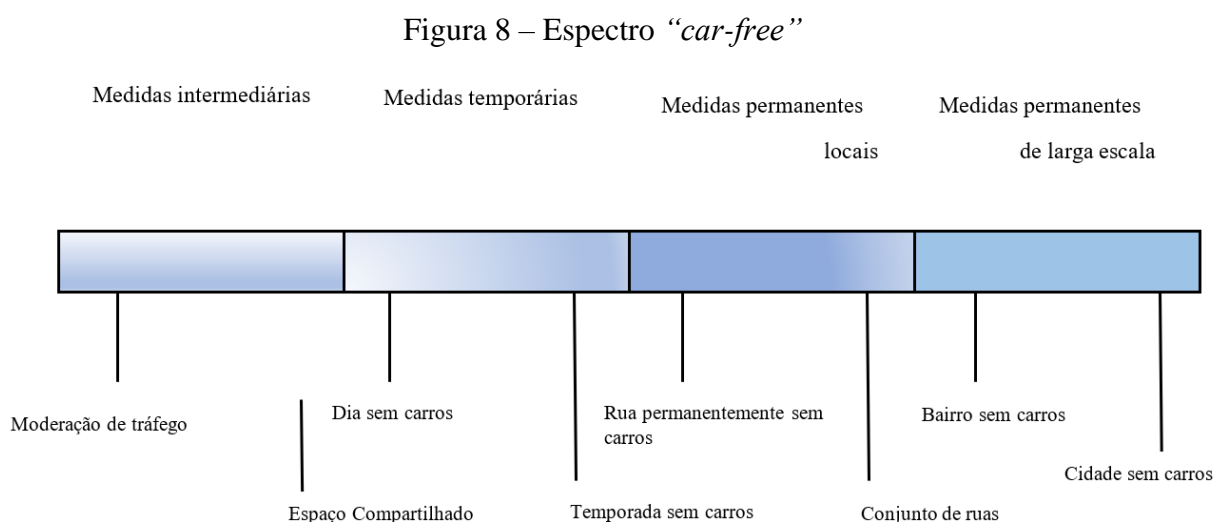 Figura 8 – Espectro “car-free”
Medidas intermediárias
Medidas temporárias
Medidas permanentes
locais
Medidas permanentes
de larga escala
Moderação de tráfego
Espaço Compartilhado
Dia sem carros
Temporada sem carros
Rua permanentemente sem
carros
Conjunto de ruas
Bairro sem carros
Cidade sem carros